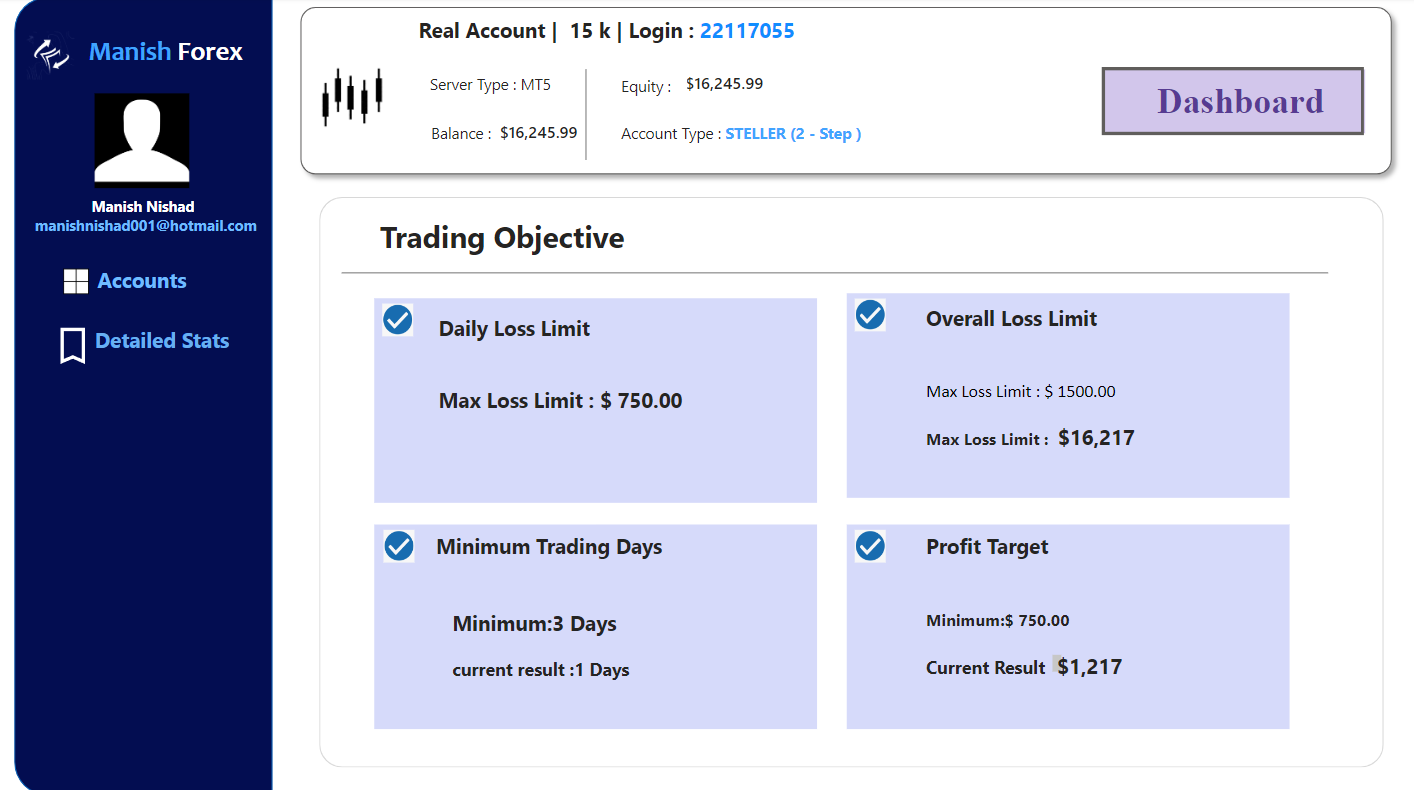 Manish Forex
Manish Nishad
manishnishad001@hotmail.com
Accounts
Detailed Stats
Real Account | 15 k | Login : 22117055
Server Type : MT5
Equity : $16,245.99
Balance : $16,245.99
Account Type : STELLER (2 - Step )
Dashboard
Trading Objective
Daily Loss Limit
Max Loss Limit : $ 750.00
Overall Loss Limit
Max Loss Limit : $ 1500.00
Max Loss Limit : $16,217
Minimum Trading Days
Minimum:3 Days
current result :1 Days
Profit Target
Minimum:$ 750.00
Current Result $1,217